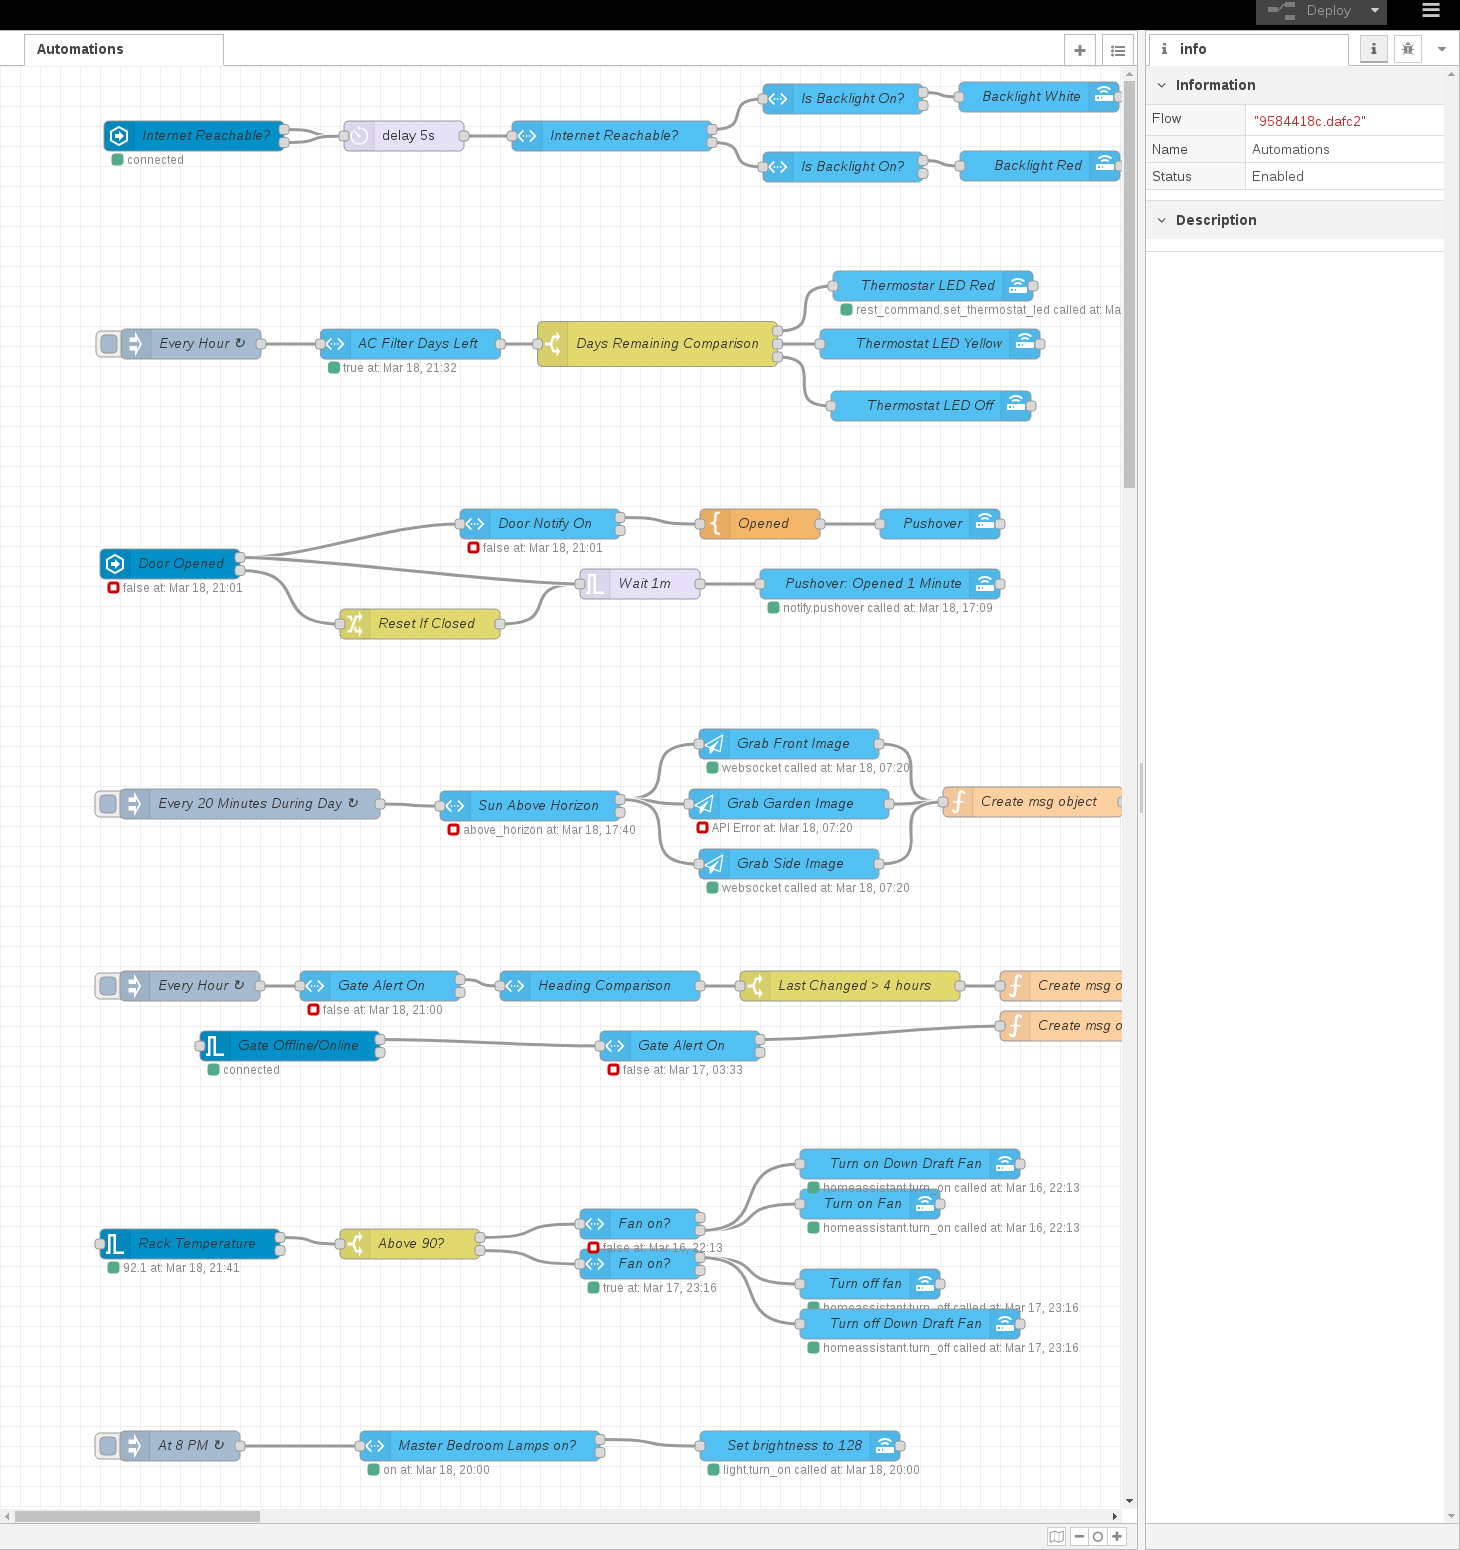 Deploy
Automations
info
Information
Flow "9584418c.dafc2"
Name Automations
Status Enabled
Description
Is Backlight On?
Backlight White
Internet Reachable?
delay 5s
Internet Reachable?
connected
Is Backlight On?
Backlight Red
Thermostar LED Red
rest_command.set_thermostat_led called at: Ma
Every Hour ↻
AC Filter Days Left
Days Remaining Comparison
Thermostat LED Yellow
true at: Mar 18, 21:32
Thermostat LED Off
Door Notify On
Opened
Pushover
false at: Mar 18, 21:01
Door Opened
false at: Mar 18, 21:01
Wait 1m
Pushover: Opened 1 Minute
notify.pushover called at: Mar 18, 17:09
Reset If Closed
Grab Front Image
websocket called at: Mar 18, 07:20
Every 20 Minutes During Day ↻
Sun Above Horizon
Grab Garden Image
Create msg object
above_horizon at: Mar 18, 17:40
API Error at: Mar 18, 07:20
Grab Side Image
websocket called at: Mar 18, 07:20
Every Hour ↻
Gate Alert On
Heading Comparison
Last Changed > 4 hours
Create msg o
false at: Mar 18, 21:00
Gate Offline/Online
Gate Alert On
Create msg o
connected
false at: Mar 17, 03:33
Turn on Down Draft Fan
homeassistant.turn_on called at: Mar 16, 22:13
Turn on Fan
homeassistant.turn_on called at: Mar 16, 22:13
Rack Temperature
Above 90?
Fan on?
false at: Mar 16, 22:13
92.1 at: Mar 18, 21:41
Fan on?
true at: Mar 17, 23:16
Turn off fan
homeassistant.turn_off called at: Mar 17, 23:16
Turn off Down Draft Fan
homeassistant.turn_off called at: Mar 17, 23:16
At 8 PM ↻
Master Bedroom Lamps on?
Set brightness to 128
on at: Mar 18, 20:00
light.turn_on called at: Mar 18, 20:00